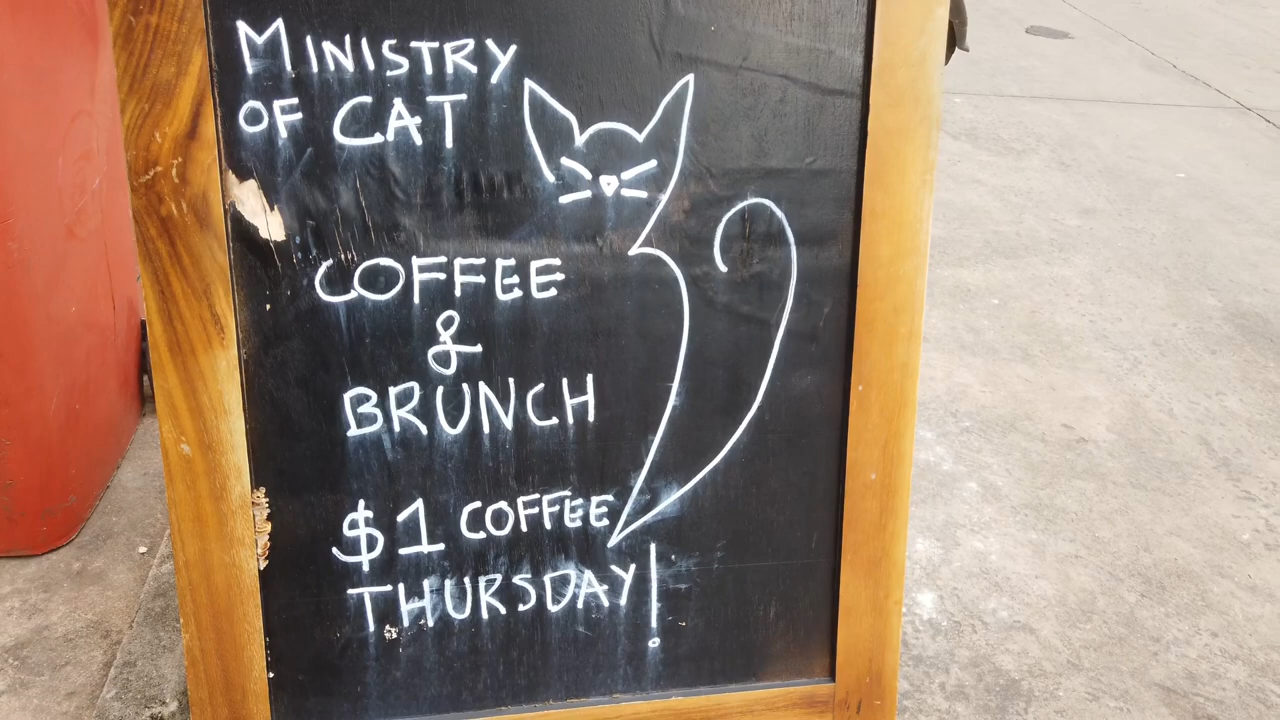 MINISTRY
OF CAT
COFFEE
&
BRUNCH
$1 COFFEE
THURSDAY!